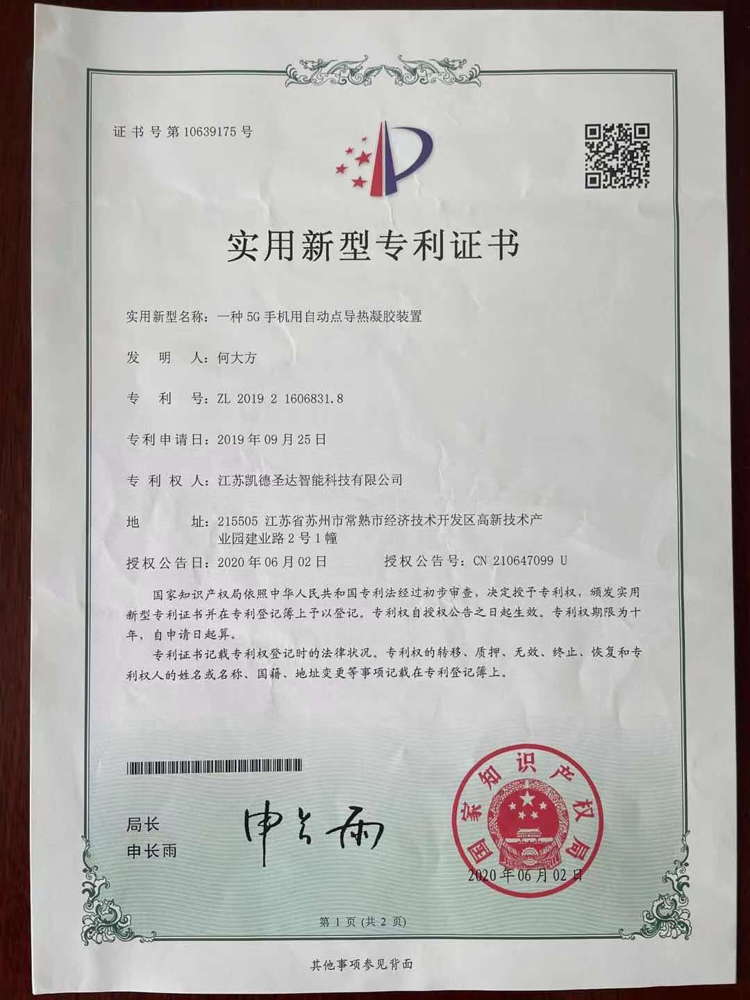 证书号第10639175号
实用新型专利证书
实用新型名称：一种5G手机用自动点导热凝胶装置
发明人：何大方
专利号：ZL 2019 2 1606831.8
专利申请日：2019年09月25日
专利权人：江苏凯德圣达智能科技有限公司
地址：215505 江苏省苏州市常熟市经济技术开发区高新技术产
业园建业路2号1幢
授权公告日：2020年06月02日 授权公告号：CN 210647099 U
国家知识产权局依照中华人民共和国专利法经过初步审查，决定授予专利权，颁发实用
新型专利证书并在专利登记簿上予以登记。专利权自授权公告之日起生效。专利权期限为十
年，自申请日起算。
专利证书记载专利权登记时的法律状况。专利权的转移、质押、无效、终止、恢复和专
利权人的姓名或名称、国籍、地址变更等事项记载在专利登记簿上。
局长
申长雨
申长雨
国家知识产权局
2020年06月02日
第1页(共2页)
其他事项参见背面